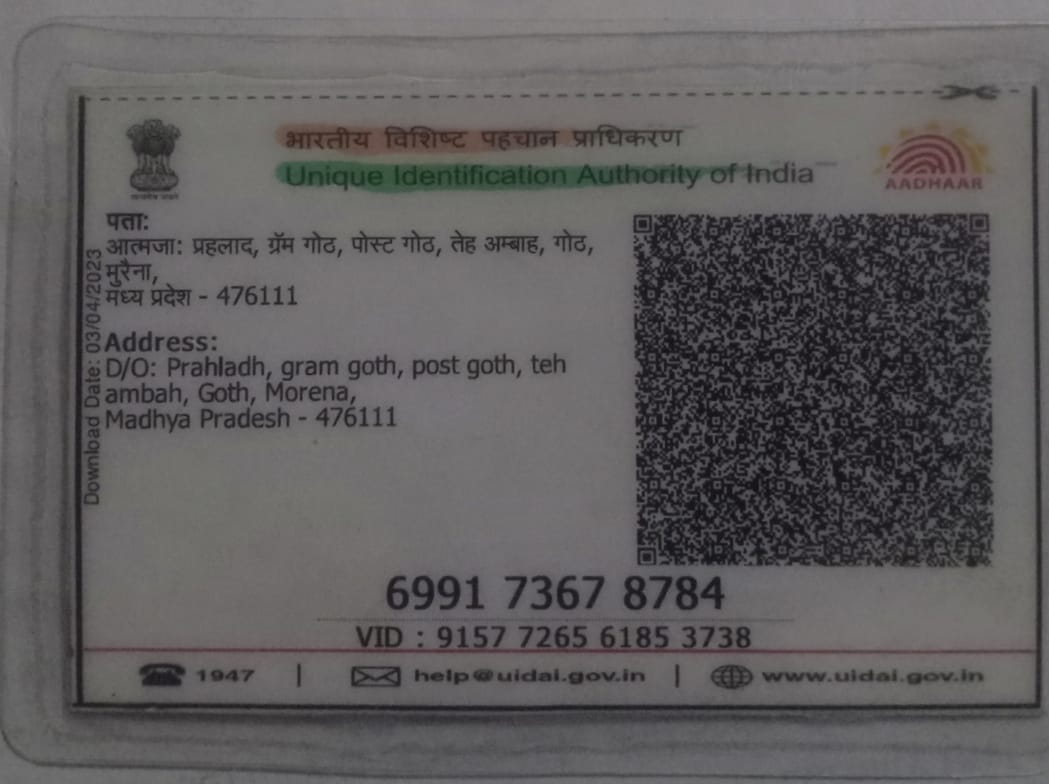 भारतीय विशिष्ट पहचान प्राधिकरण
Unique Identification Authority of India
AADHAAR
पता:
आत्मजा: प्रहलाद, ग्रॅम गोठ, पोस्ट गोठ, तेह अम्बाह, गोठ,
मुरैना,
मध्य प्रदेश - 476111
Address:
D/O: Prahladh, gram goth, post goth, teh
ambah, Goth, Morena,
Madhya Pradesh - 476111
Download Date: 03/04/2023
6991 7367 8784
VID : 9157 7265 6185 3738
1947 | help@uidai.gov.in | www.uidai.gov.in